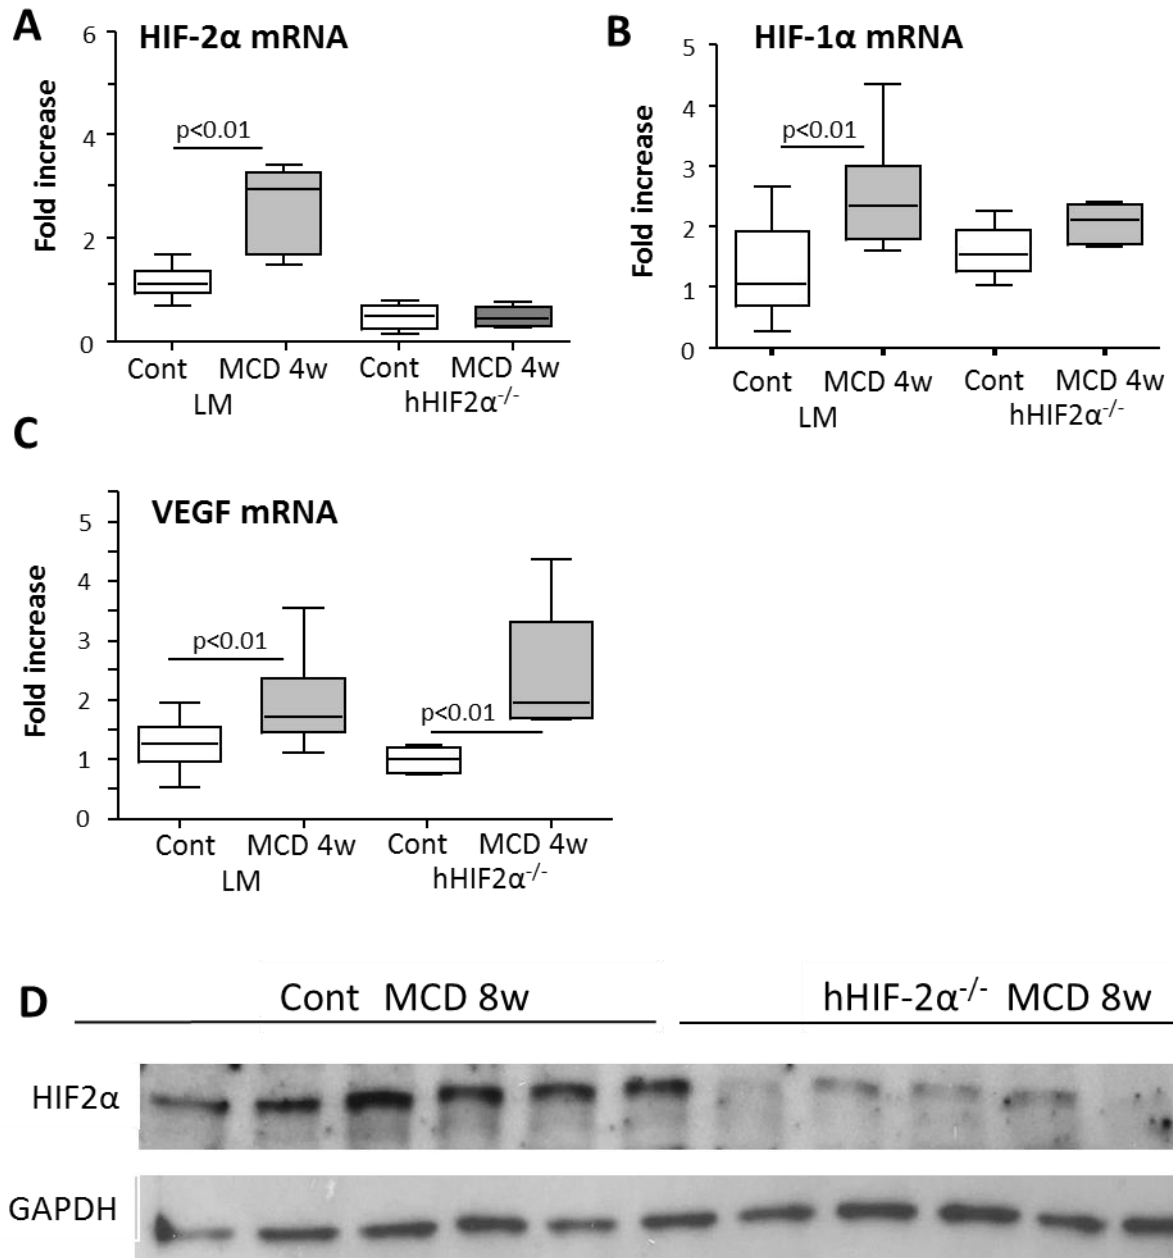 A
HIF-2α mRNA
Fold increase
6
4
2
0
p<0.01
Cont MCD 4w Cont MCD 4w
LM hHIF2α-/-
B
HIF-1α mRNA
Fold increase
5
4
3
2
1
0
p<0.01
Cont MCD 4w Cont MCD 4w
LM hHIF2α-/-
C
VEGF mRNA
Fold increase
5
4
3
2
1
0
p<0.01
p<0.01
Cont MCD 4w Cont MCD 4w
LM hHIF2α-/-
D
Cont MCD 8w hHIF-2α-/- MCD 8w
HIF2α
GAPDH